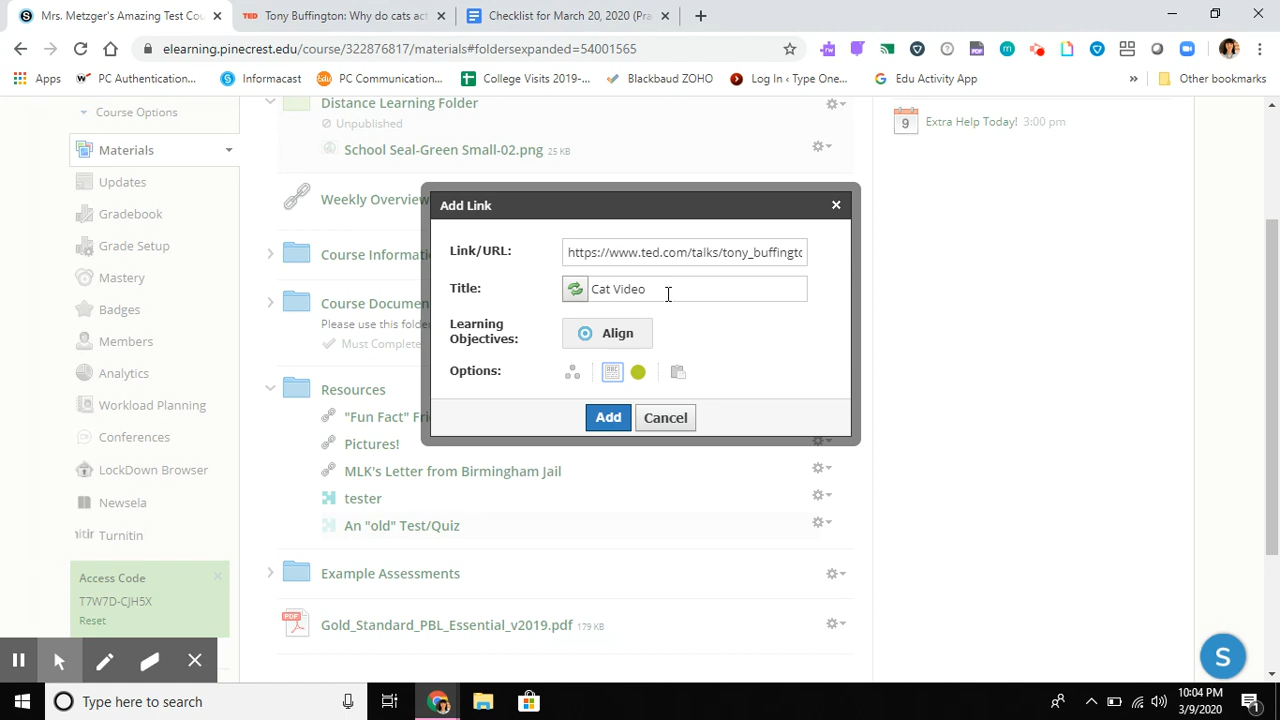 Mrs. Metzger's Amazing Test Cou
TED Tony Buffington: Why do cats act
Checklist for March 20, 2020 (Pra
elearning.pinecrest.edu/course/322876817/materials#foldersexpanded=54001565
Apps
PC Authentication...
Informacast
PC Communication...
College Visits 2019-...
Blackbaud ZOHO
Log In ‹ Type One...
Edu Activity App
»
Other bookmarks
Course Options
Materials
Updates
Gradebook
Grade Setup
Mastery
Badges
Members
Analytics
Workload Planning
Conferences
LockDown Browser
Newsela
Turnitin
Access Code
T7W7D-CJH5X
Reset
Distance Learning Folder
Unpublished
School Seal-Green Small-02.png 25 KB
Weekly Overview
Course Informati
Course Documen
Please use this folde
Must Complete
Resources
"Fun Fact" Fri
Pictures!
MLK's Letter from Birmingham Jail
tester
An "old" Test/Quiz
Example Assessments
PDF
Gold_Standard_PBL_Essential_v2019.pdf 179 KB
9
Extra Help Today! 3:00 pm
Add Link
Link/URL:
https://www.ted.com/talks/tony_buffingto
Title:
Cat Video
Learning
Objectives:
Align
Options:
Add
Cancel
S
Type here to search
10:04 PM
3/9/2020
1